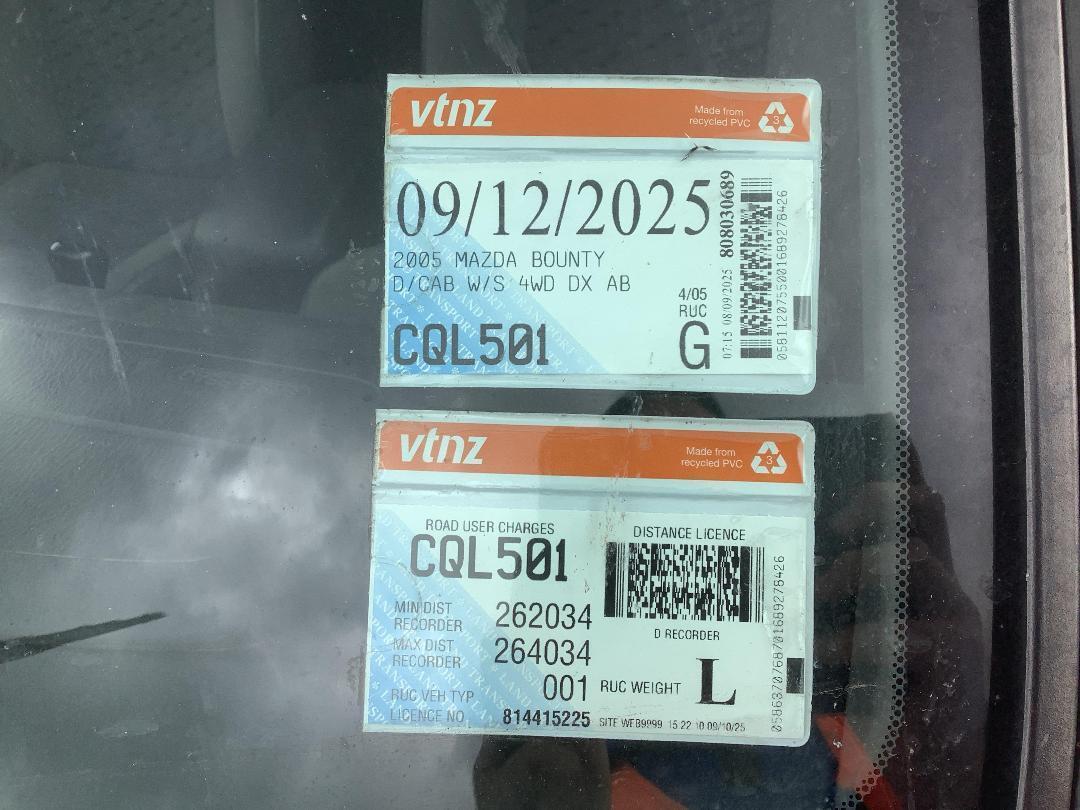 vtnz
Made from
recycled PVC
3
09/12/2025
2005 MAZDA BOUNTY
D/CAB W/S 4WD DX AB
4/05
RUC
CQL501
G
07:15 08/09/2025 808030689
vtnz
Made from
recycled PVC
3
ROAD USER CHARGES
DISTANCE LICENCE
CQL501
MIN DIST
RECORDER
262034
D RECORDER
MAX DIST
RECORDER
264034
RUC VEH TYP
001
RUC WEIGHT
L
LICENCE NO
814415225